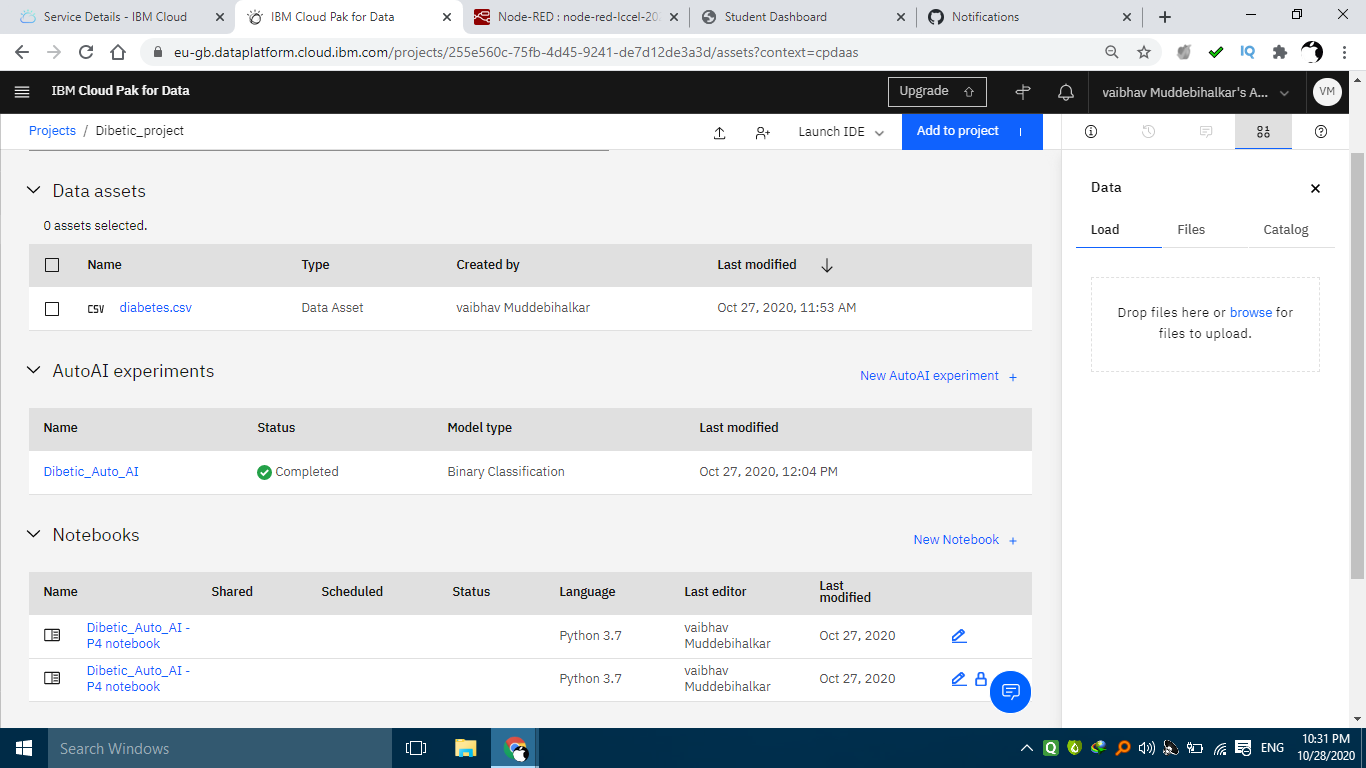 Service Details - IBM Cloud
IBM Cloud Pak for Data
Node-RED : node-red-lccel-202
Student Dashboard
Notifications
eu-gb.dataplatform.cloud.ibm.com/projects/255e560c-75fb-4d45-9241-de7d12de3a3d/assets?context=cpdaas
IQ
IBM Cloud Pak for Data
Upgrade
vaibhav Muddebihalkar's A...
VM
Projects / Dibetic_project
Launch IDE
Add to project
Data assets
0 assets selected.
Name Type Created by Last modified
CSV diabetes.csv Data Asset vaibhav Muddebihalkar Oct 27, 2020, 11:53 AM
AutoAI experiments
New AutoAI experiment +
Name Status Model type Last modified
Dibetic_Auto_AI Completed Binary Classification Oct 27, 2020, 12:04 PM
Notebooks
New Notebook +
Name Shared Scheduled Status Language Last editor Last modified
Dibetic_Auto_AI - P4 notebook Python 3.7 vaibhav Muddebihalkar Oct 27, 2020
Dibetic_Auto_AI - P4 notebook Python 3.7 vaibhav Muddebihalkar Oct 27, 2020
Data
Load Files Catalog
Drop files here or browse for
files to upload.
Search Windows
ENG
10:31 PM
10/28/2020